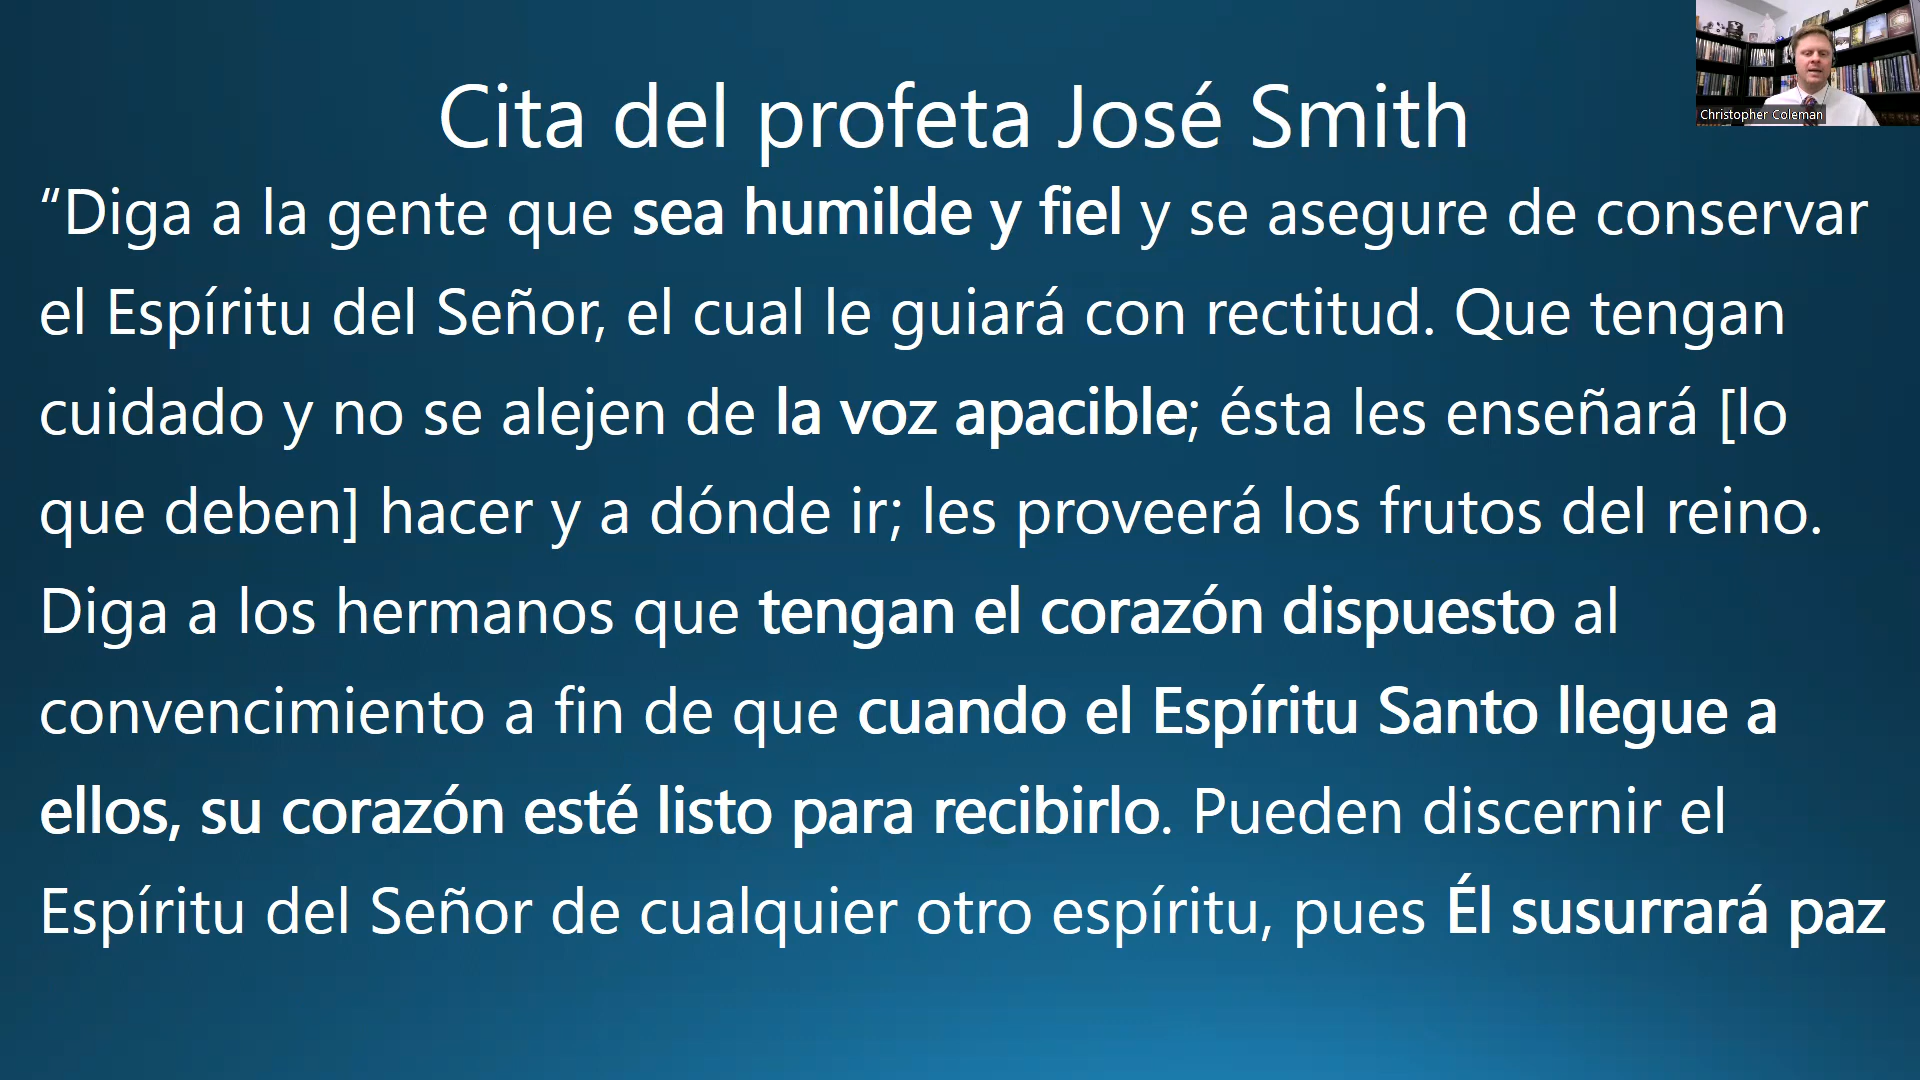 Cita del profeta José Smith
Christopher Coleman
“Diga a la gente que sea humilde y fiel y se asegure de conservar
el Espíritu del Señor, el cual le guiará con rectitud. Que tengan
cuidado y no se alejen de la voz apacible; ésta les enseñará [lo
que deben] hacer y a dónde ir; les proveerá los frutos del reino.
Diga a los hermanos que tengan el corazón dispuesto al
convencimiento a fin de que cuando el Espíritu Santo llegue a
ellos, su corazón esté listo para recibirlo. Pueden discernir el
Espíritu del Señor de cualquier otro espíritu, pues Él susurrará paz